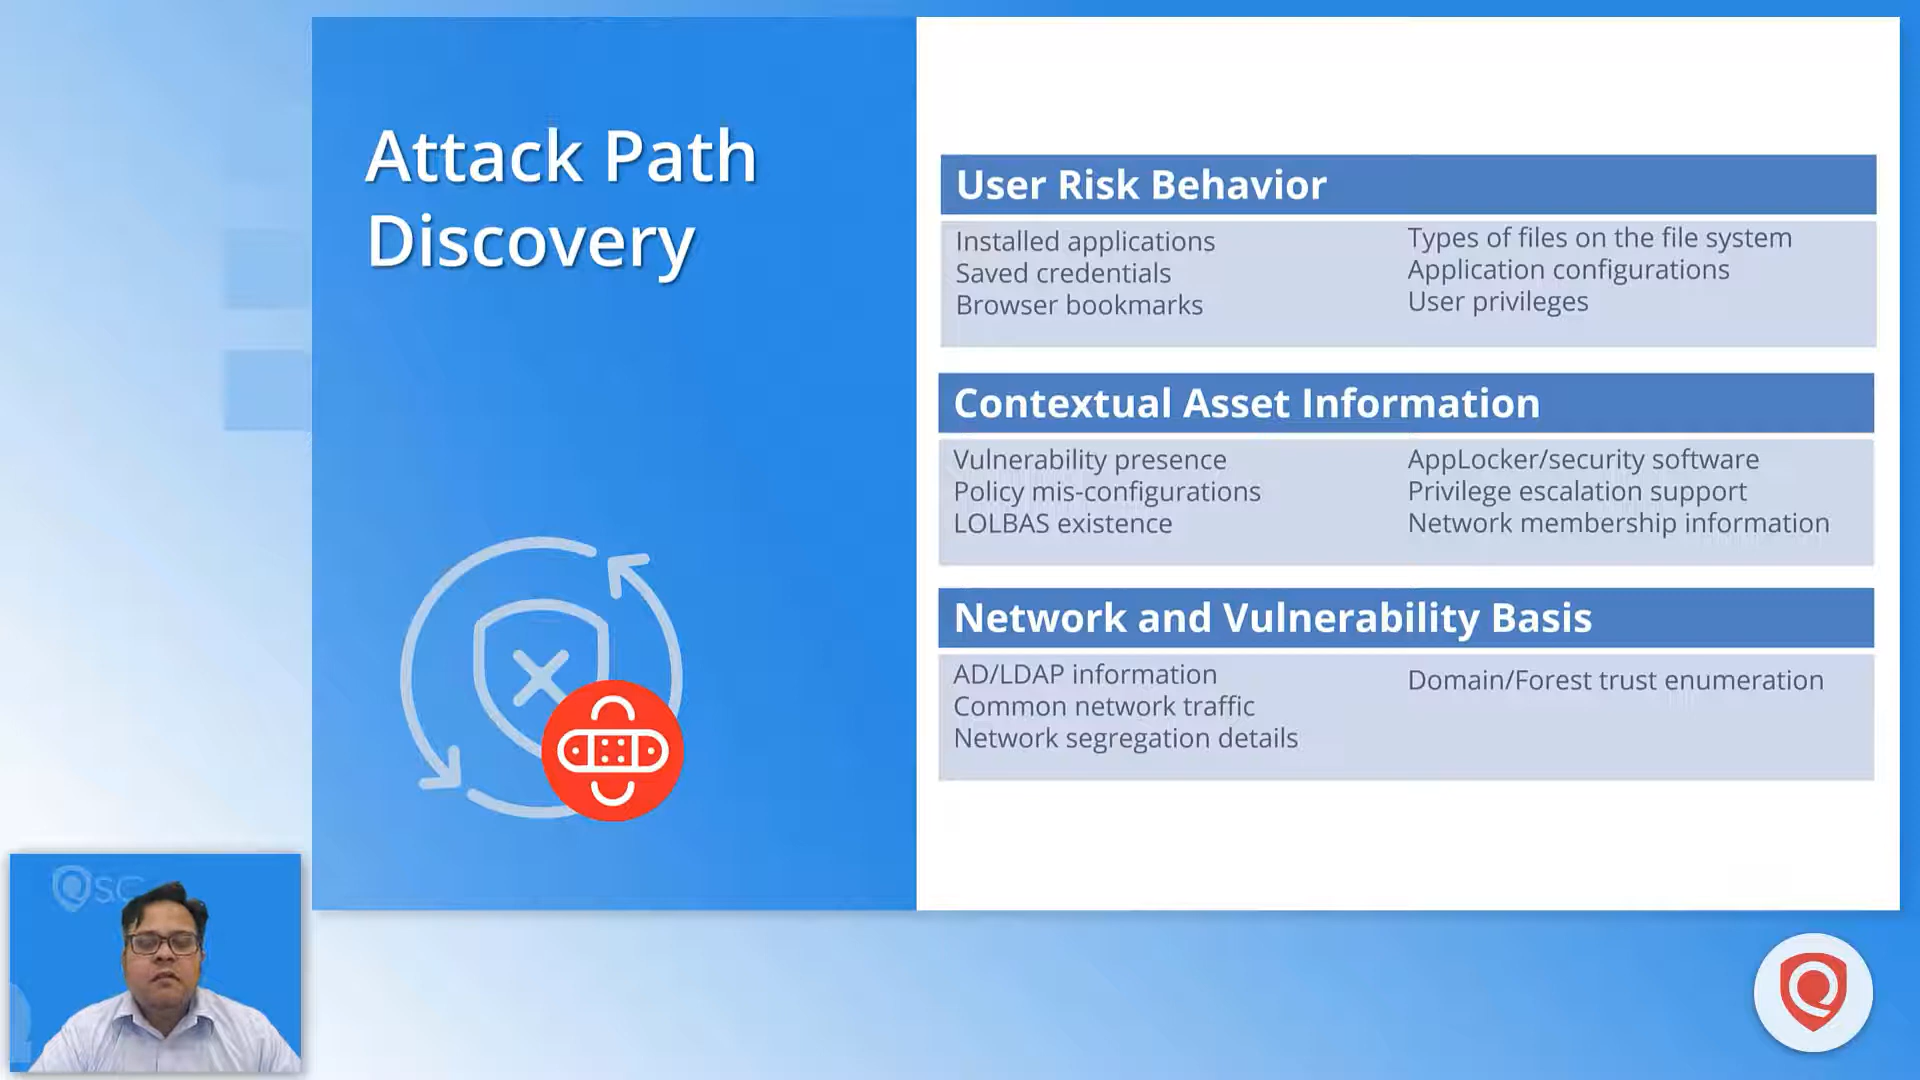 Attack Path
Discovery
User Risk Behavior
Installed applications
Saved credentials
Browser bookmarks
Types of files on the file system
Application configurations
User privileges
Contextual Asset Information
Vulnerability presence
Policy mis-configurations
LOLBAS existence
AppLocker/security software
Privilege escalation support
Network membership information
Network and Vulnerability Basis
AD/LDAP information
Common network traffic
Network segregation details
Domain/Forest trust enumeration